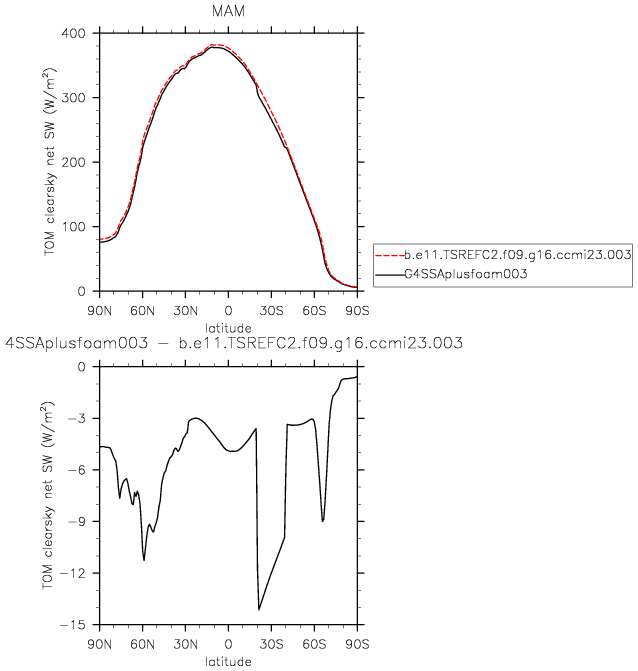 MAM
TOM clearsky net SW (W/m²)
400
300
200
100
0
90N 60N 30N 0 30S 60S 90S
latitude
b.e11.TSREFC2.f09.g16.ccmi23.003
G4SSAplusfoam003
4SSAplusfoam003 − b.e11.TSREFC2.f09.g16.ccmi23.003
TOM clearsky net SW (W/m²)
0
−3
−6
−9
−12
−15
90N 60N 30N 0 30S 60S 90S
latitude